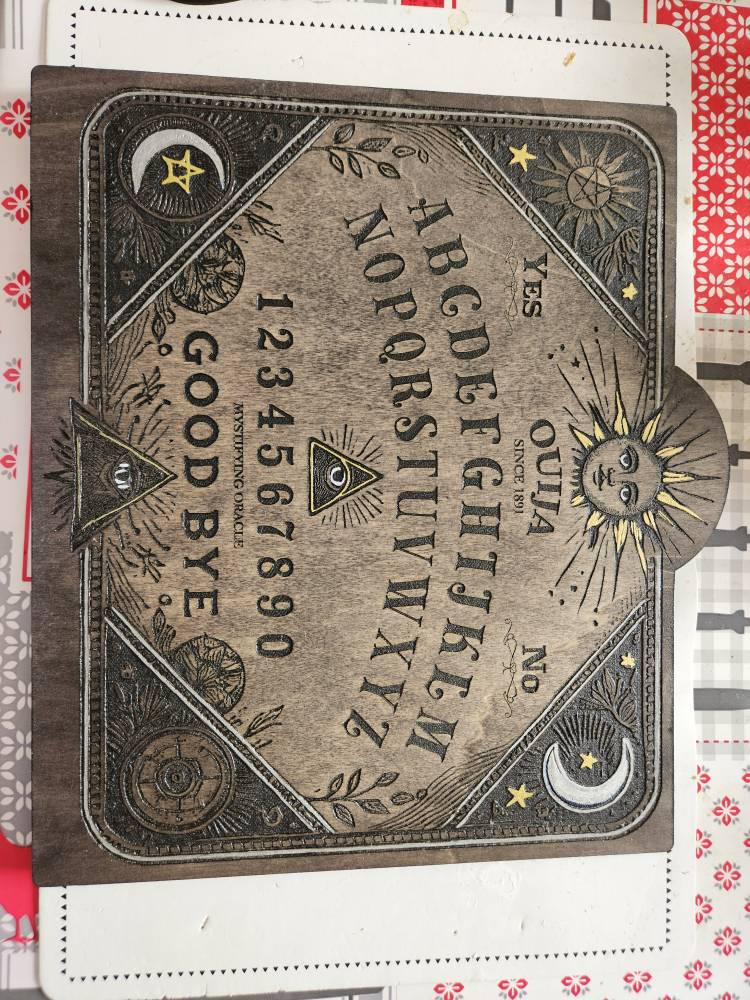 YES OUIJA No
SINCE 1891
ABCDEFGHIJKLM
NOPQRSTUVWXYZ
1234567890
MYSTIFYING ORACLE
GOOD BYE